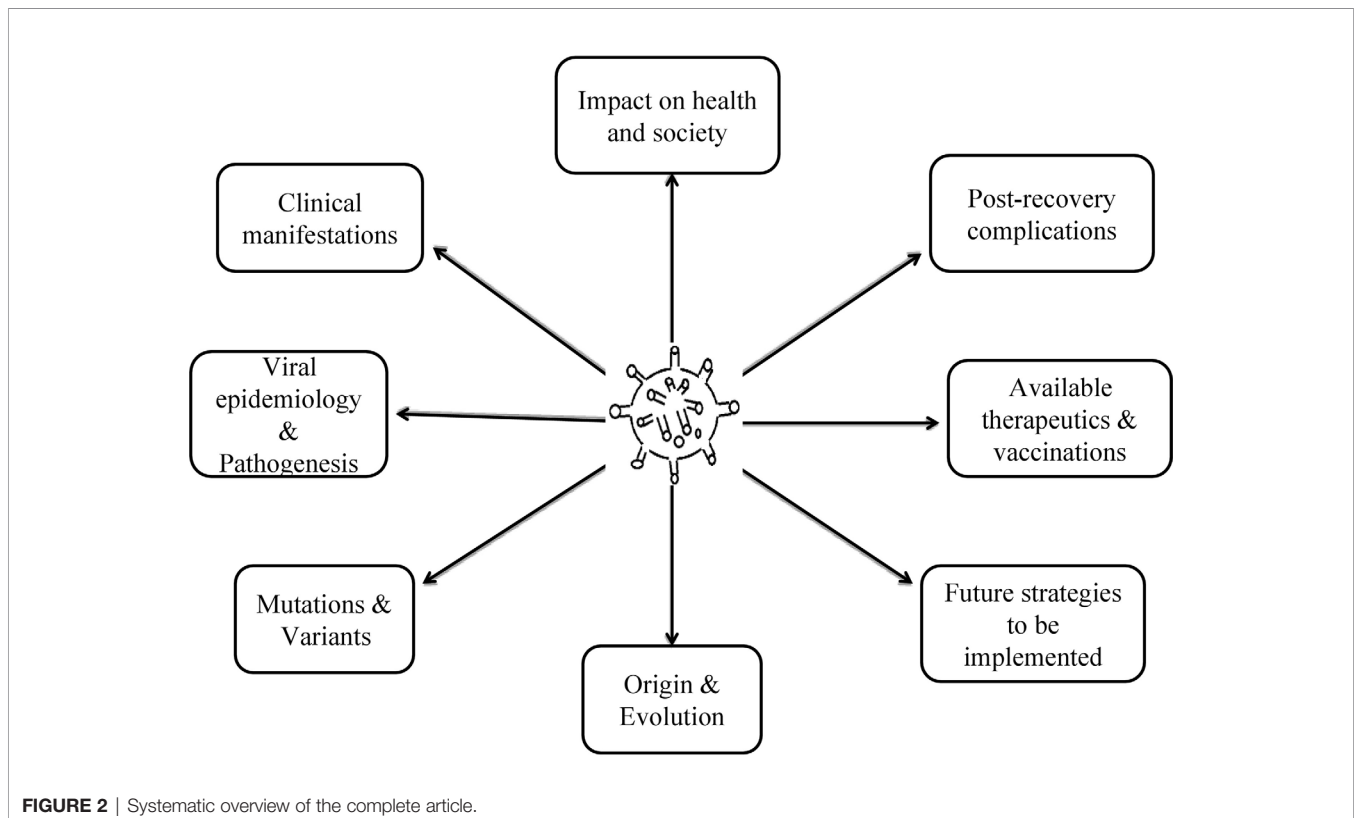 Impact on health
and society
Clinical
manifestations
Post-recovery
complications
Viral
epidemiology
&
Pathogenesis
Available
therapeutics &
vaccinations
Mutations &
Variants
Future strategies
to be
implemented
Origin &
Evolution
FIGURE 2 | Systematic overview of the complete article.